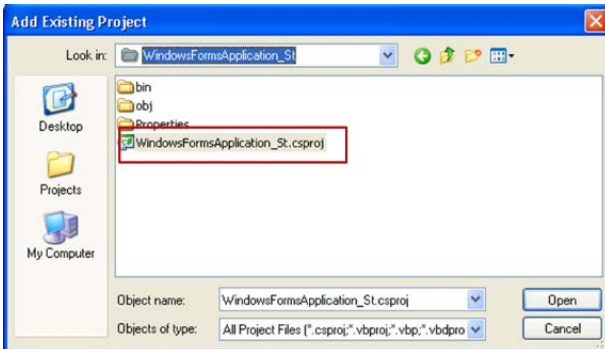 Add Existing Project
Look in: WindowsFormsApplication_St
bin
obj
Properties
WindowsFormsApplication_St.csproj
Desktop
Projects
My Computer
Object name: WindowsFormsApplication_St.csproj Open
Objects of type: All Project Files (*.csproj;*.vbproj;*.vbp;*.vbdpro Cancel